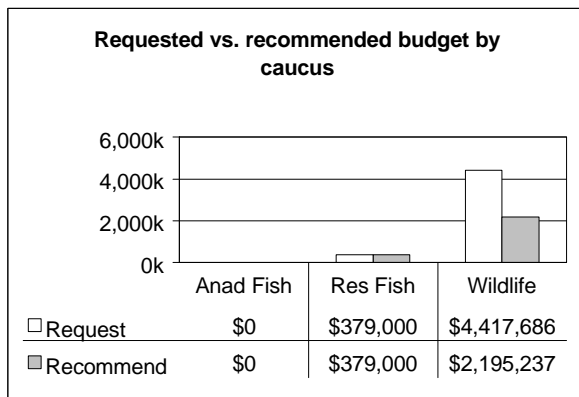 Requested vs. recommended budget by
caucus
6,000k
4,000k
2,000k
0k
Anad Fish Res Fish Wildlife
Request $0 $379,000 $4,417,686
Recommend $0 $379,000 $2,195,237